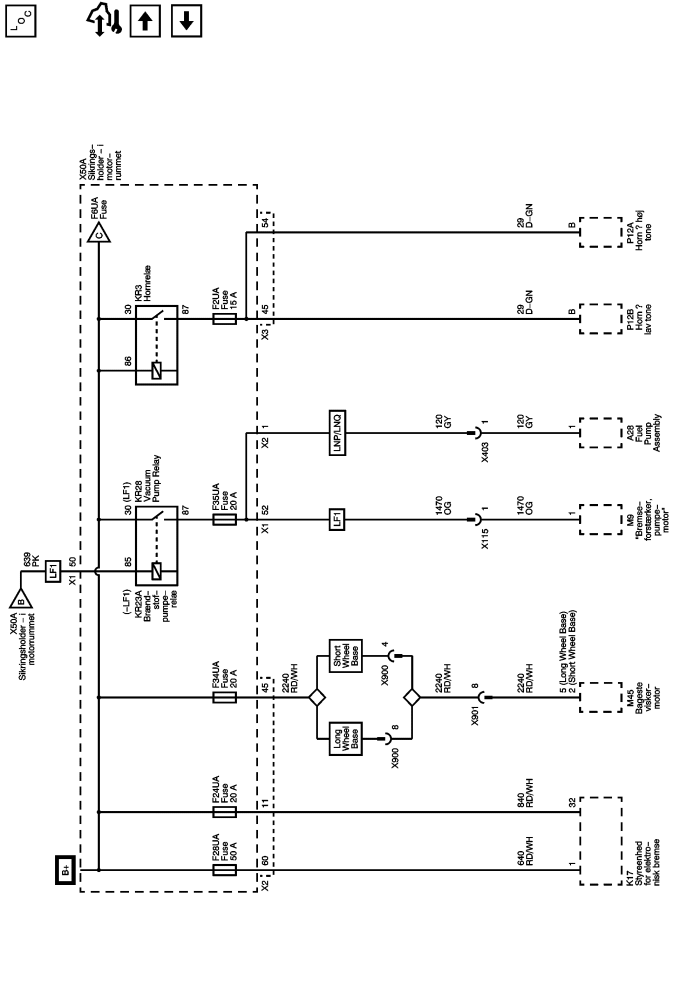 LOC
B+
X50A
Sikringsholder – i
motorrummet
B
639
PK
LF1
X1
50
X50A
Sikrings–
holder – i
motor–
rummet
F6UA
Fuse
C
F28UA
Fuse
50 A
F24UA
Fuse
20 A
F34UA
Fuse
20 A
(–LF1)
KR23A
Brænd–
stof–
pumpe–
relæ
85
30
(LF1)
KR28
Vacuum
Pump Relay
87
F35UA
Fuse
20 A
86
30
KR3
Hornrelæ
87
F2UA
Fuse
15 A
X2
60
11
45
X1
52
X2
1
X3
45
54
2240
RD/WH
Long
Wheel
Base
Short
Wheel
Base
X900
8
X900
4
LF1
LNP/LNQ
2240
RD/WH
1470
OG
120
GY
X901
8
X115
1
X403
1
640
RD/WH
840
RD/WH
2240
RD/WH
1470
OG
120
GY
29
D–GN
29
D–GN
1
32
5 (Long Wheel Base)
2 (Short Wheel Base)
1
1
B
B
K17
Styreenhed
for elektro–
nisk bremse
M45
Bageste
visker–
motor
M9
"Bremse–
forstærker,
pumpe–
motor"
A28
Fuel
Pump
Assembly
P12B
Horn ?
lav tone
P12A
Horn ? høj
tone